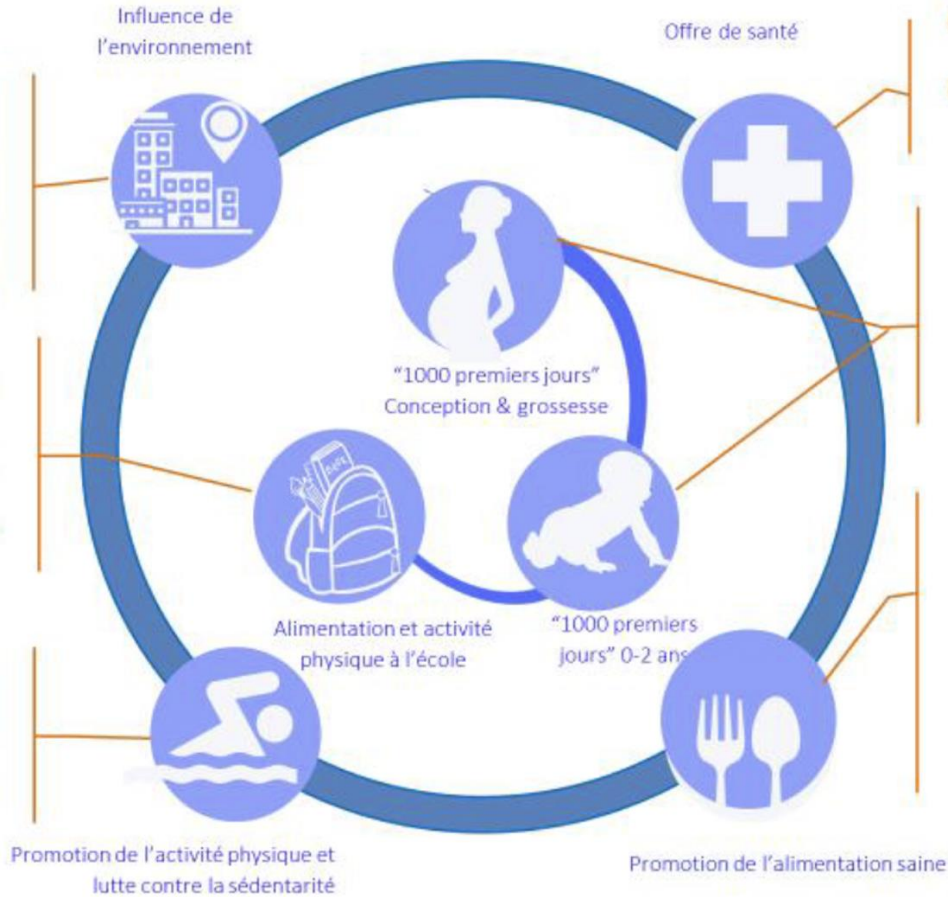 Influence de
l'environnement
Offre de santé
"1000 premiers jours"
Conception & grossesse
Alimentation et activité
physique à l'école
"1000 premiers
jours" 0-2 ans
Promotion de l'activité physique et
lutte contre la sédentarité
Promotion de l'alimentation saine